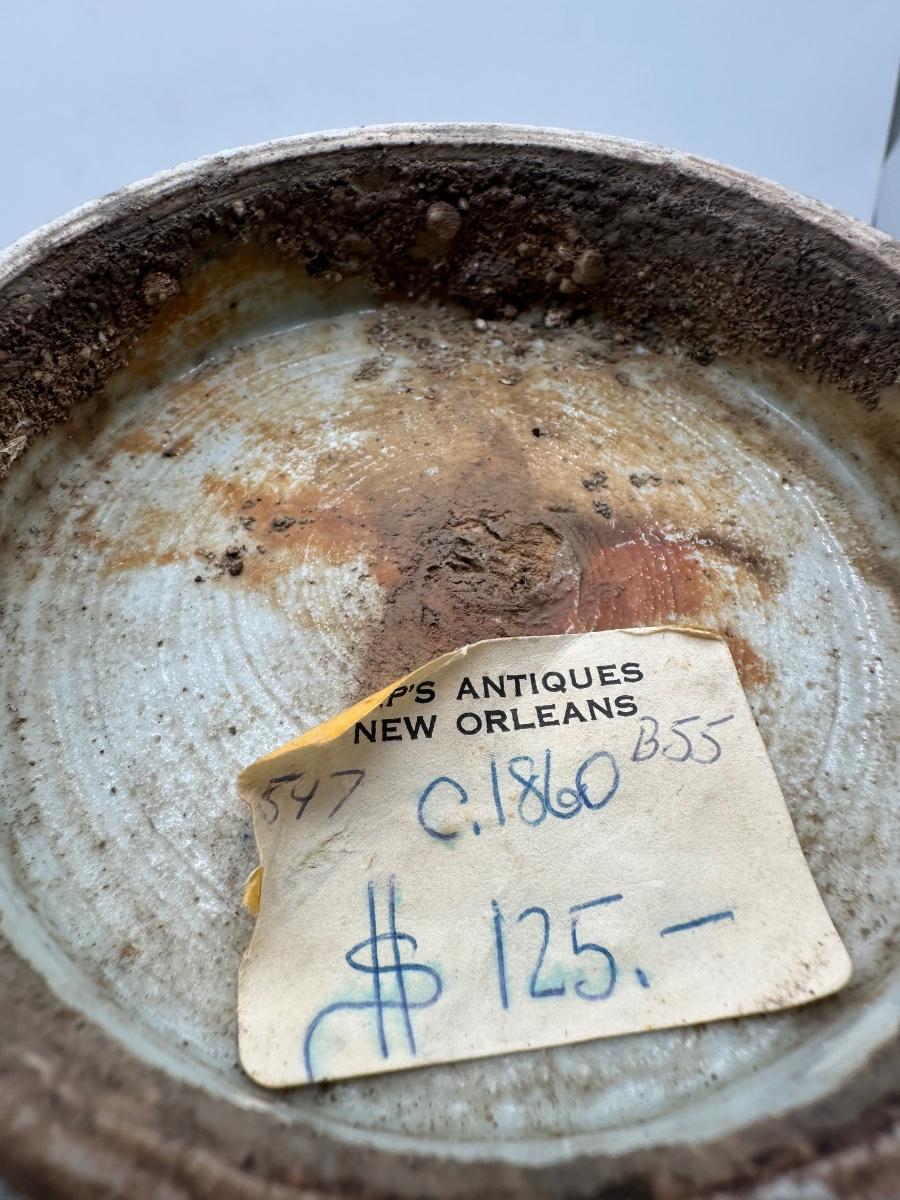 P'S ANTIQUES
NEW ORLEANS
547 c.1860 B55
$ 125.—